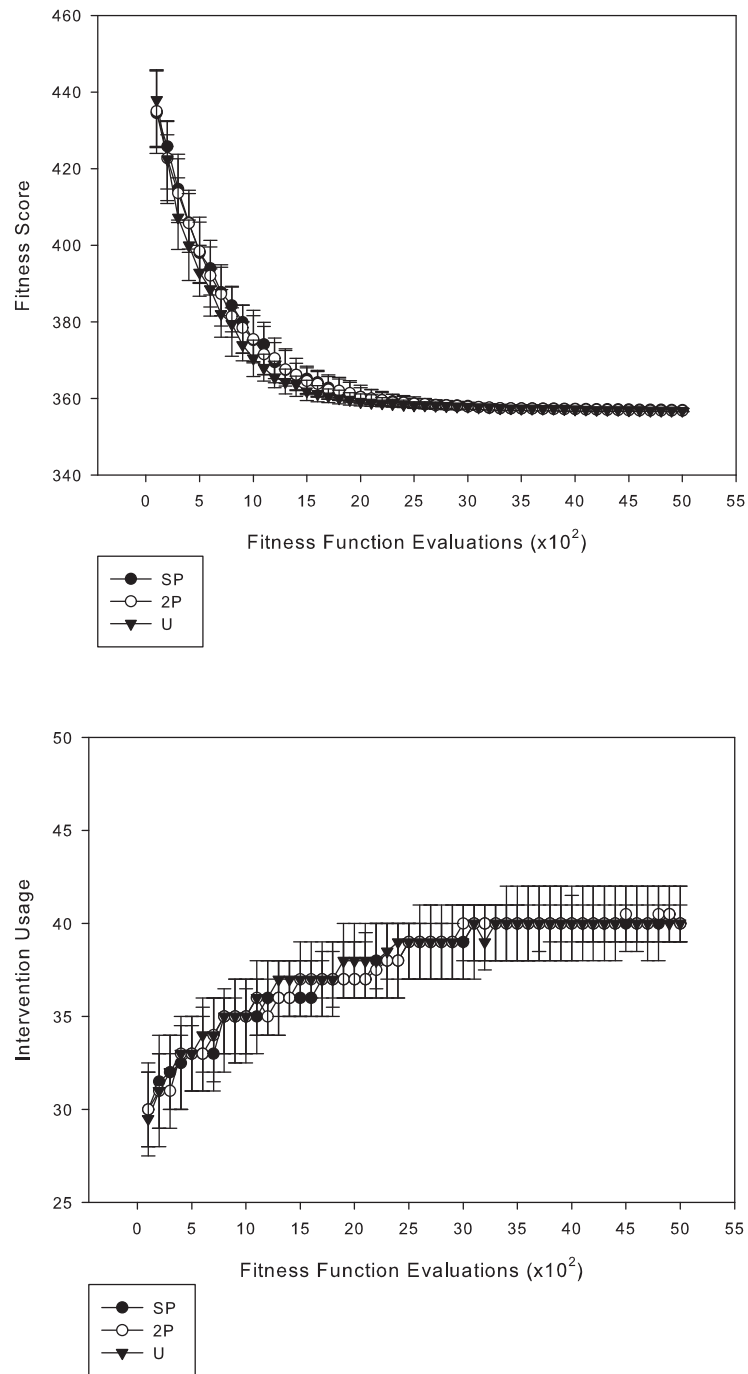 460
440
420
400
380
360
340
Fitness Score
0 5 10 15 20 25 30 35 40 45 50 55
Fitness Function Evaluations (x10²)
SP
2P
U
50
45
40
35
30
25
Intervention Usage
0 5 10 15 20 25 30 35 40 45 50 55
Fitness Function Evaluations (x10²)
SP
2P
U